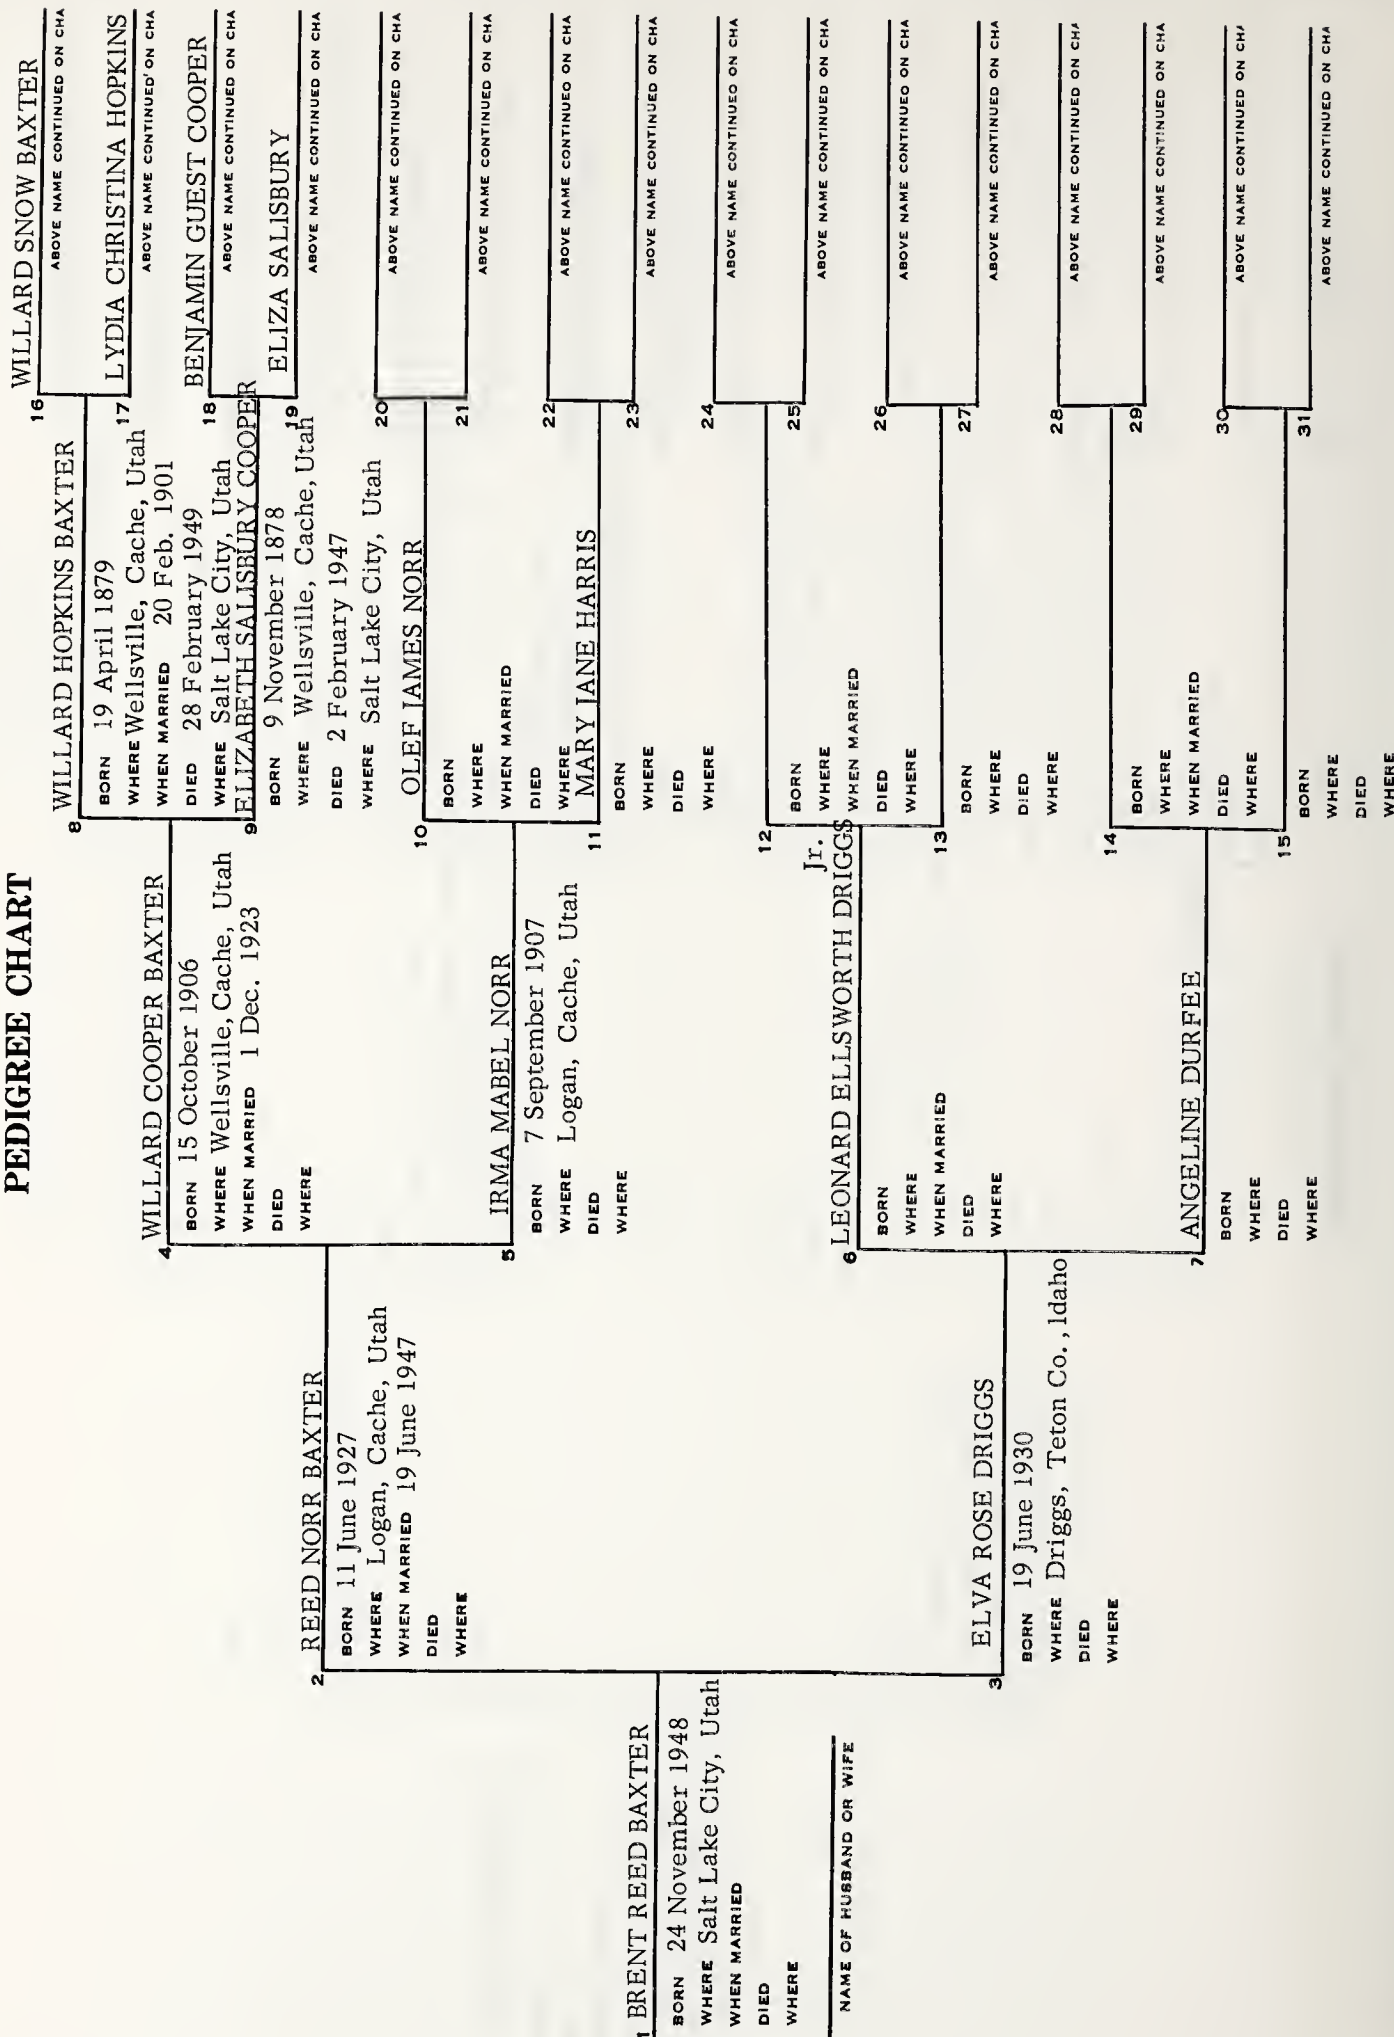 PEDIGREE CHART
1 BRENT REED BAXTER
BORN 24 November 1948
WHERE Salt Lake City, Utah
WHEN MARRIED
DIED
WHERE
NAME OF HUSBAND OR WIFE
2 REED NORR BAXTER
BORN 11 June 1927
WHERE Logan, Cache, Utah
WHEN MARRIED 19 June 1947
DIED
WHERE
3 ELVA ROSE DRIGGS
BORN 19 June 1930
WHERE Driggs, Teton Co., Idaho
DIED
WHERE
4 WILLARD COOPER BAXTER
BORN 15 October 1906
WHERE Wellsville, Cache, Utah
WHEN MARRIED 1 Dec. 1923
DIED
WHERE
5 IRMA MABEL NORR
BORN 7 September 1907
WHERE Logan, Cache, Utah
DIED
WHERE
Jr.
6 LEONARD ELLSWORTH DRIGGS
BORN
WHERE
WHEN MARRIED
DIED
WHERE
7 ANGELINE DURFEE
BORN
WHERE
DIED
WHERE
8 WILLARD HOPKINS BAXTER
BORN 19 April 1879
WHERE Wellsville, Cache, Utah
WHEN MARRIED 20 Feb. 1901
DIED 28 February 1949
WHERE Salt Lake City, Utah
9 ELIZABETH SALISBURY COOPER
BORN 9 November 1878
WHERE Wellsville, Cache, Utah
DIED 2 February 1947
WHERE Salt Lake City, Utah
10 OLEF JAMES NORR
BORN
WHERE
WHEN MARRIED
DIED
WHERE
11 MARY JANE HARRIS
BORN
WHERE
DIED
WHERE
12
BORN
WHERE
WHEN MARRIED
DIED
WHERE
13
BORN
WHERE
DIED
WHERE
14
BORN
WHERE
WHEN MARRIED
DIED
WHERE
15
BORN
WHERE
DIED
WHERE
16 WILLARD SNOW BAXTER
ABOVE NAME CONTINUED ON CHA
17 LYDIA CHRISTINA HOPKINS
ABOVE NAME CONTINUED ON CHA
18 BENJAMIN GUEST COOPER
ABOVE NAME CONTINUED ON CHA
19 ELIZA SALISBURY
ABOVE NAME CONTINUED ON CHA
20
ABOVE NAME CONTINUED ON CHA
21
ABOVE NAME CONTINUED ON CHA
22
ABOVE NAME CONTINUED ON CHA
23
ABOVE NAME CONTINUED ON CHA
24
ABOVE NAME CONTINUED ON CHA
25
ABOVE NAME CONTINUED ON CHA
26
ABOVE NAME CONTINUED ON CHA
27
ABOVE NAME CONTINUED ON CHA
28
ABOVE NAME CONTINUED ON CHA
29
ABOVE NAME CONTINUED ON CHA
30
ABOVE NAME CONTINUED ON CHA
31
ABOVE NAME CONTINUED ON CHA